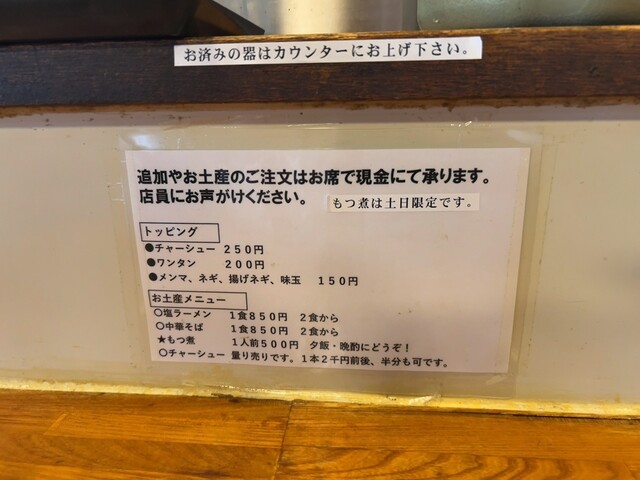 お済みの器はカウンターにお上げ下さい。
追加やお土産のご注文はお席で現金にて承ります。
店員にお声がけください。
もつ煮は土日限定です。
トッピング
●チャーシュー 250円
●ワンタン 200円
●メンマ、ネギ、揚げネギ、味玉 150円
お土産メニュー
○塩ラーメン 1食850円 2食から
○中華そば 1食850円 2食から
★もつ煮 1人前500円 夕飯・晩酌にどうぞ！
○チャーシュー 量り売りです。1本2千円前後、半分も可です。